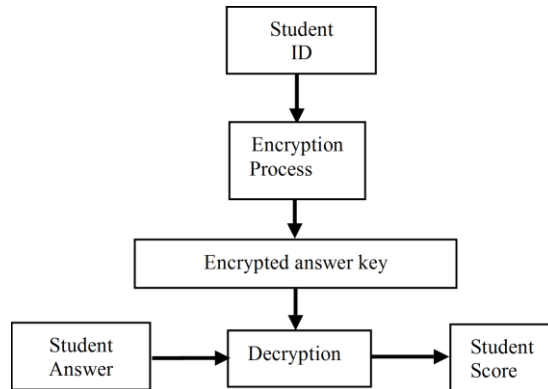 Student
ID
Encryption
Process
Encrypted answer key
Student
Answer
Decryption
Student
Score